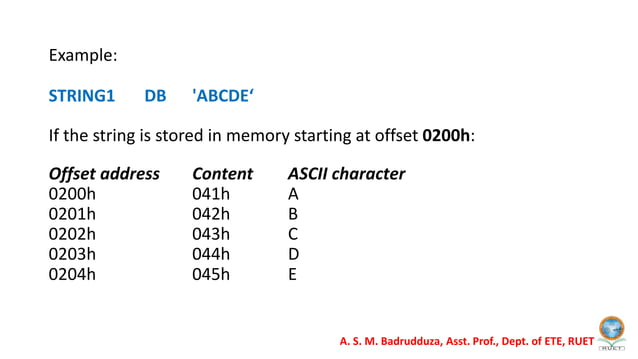 Example:
STRING1 DB 'ABCDE‘
If the string is stored in memory starting at offset 0200h:
Offset address Content ASCII character
0200h 041h A
0201h 042h B
0202h 043h C
0203h 044h D
0204h 045h E
A. S. M. Badrudduza, Asst. Prof., Dept. of ETE, RUET